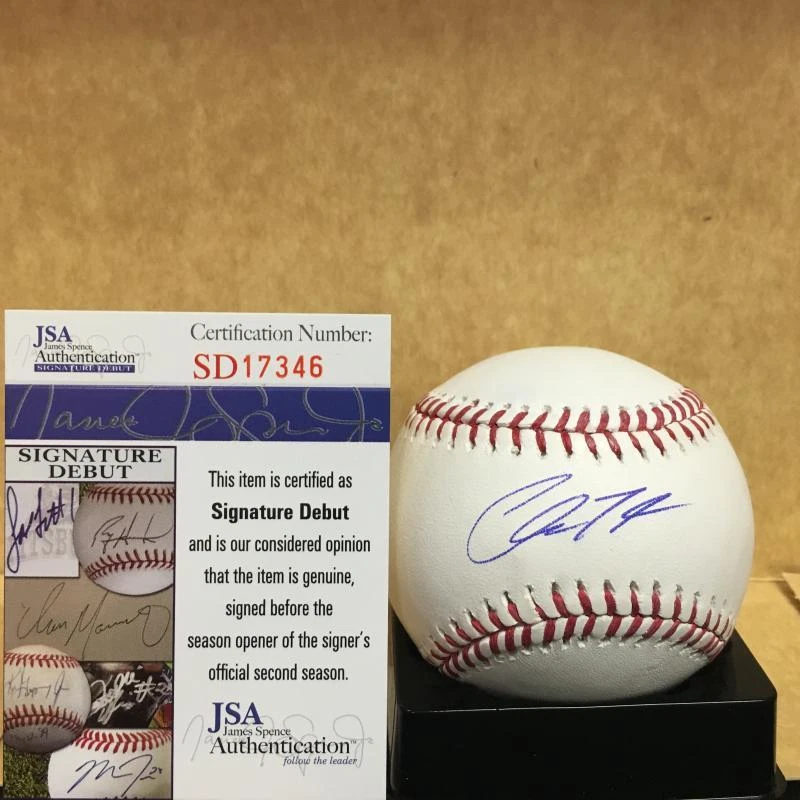 JSA
James Spence
Authentication™
SIGNATURE DEBUT
Certification Number:
SD17346
SIGNATURE
DEBUT
This item is certified as
Signature Debut
and is our considered opinion
that the item is genuine,
signed before the
season opener of the signer's
official second season.
JSA
James Spence
Authentication™
follow the leader